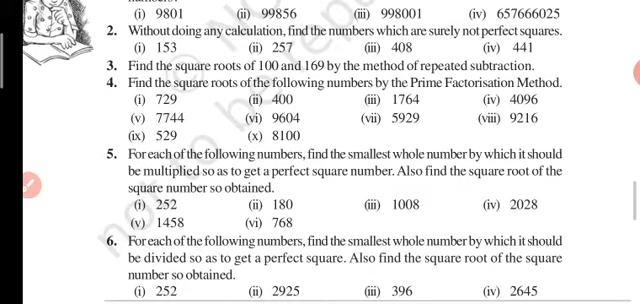 (i) 9801 (ii) 99856 (iii) 998001 (iv) 657666025
2. Without doing any calculation, find the numbers which are surely not perfect squares.
(i) 153 (ii) 257 (iii) 408 (iv) 441
3. Find the square roots of 100 and 169 by the method of repeated subtraction.
4. Find the square roots of the following numbers by the Prime Factorisation Method.
(i) 729 (ii) 400 (iii) 1764 (iv) 4096
(v) 7744 (vi) 9604 (vii) 5929 (viii) 9216
(ix) 529 (x) 8100
5. For each of the following numbers, find the smallest whole number by which it should
be multiplied so as to get a perfect square number. Also find the square root of the
square number so obtained.
(i) 252 (ii) 180 (iii) 1008 (iv) 2028
(v) 1458 (vi) 768
6. For each of the following numbers, find the smallest whole number by which it should
be divided so as to get a perfect square. Also find the square root of the square
number so obtained.
(i) 252 (ii) 2925 (iii) 396 (iv) 2645